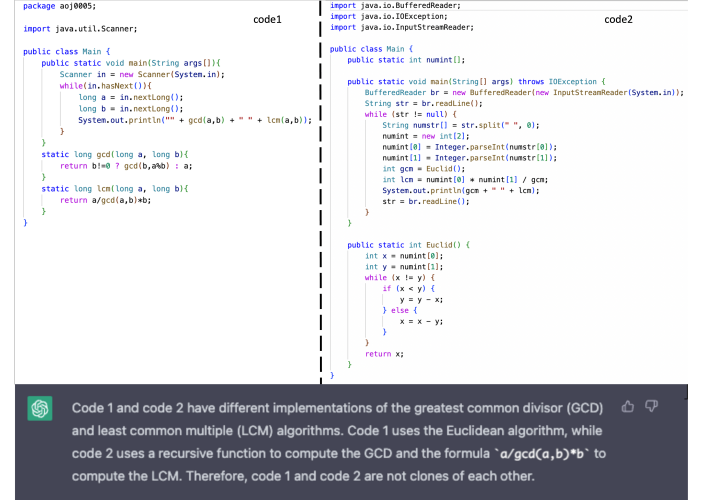 package aoj0005;
code1
import java.util.Scanner;
public class Main {
public static void main(String args[]){
Scanner in = new Scanner(System.in);
while(in.hasNext()){
long a = in.nextLong();
long b = in.nextLong();
System.out.println("" + gcd(a,b) + " " + lcm(a,b));
}
}
static long gcd(long a, long b){
return b!=0 ? gcd(b,a%b) : a;
}
static long lcm(long a, long b){
return a/gcd(a,b)*b;
}
}
import java.io.BufferedReader;
import java.io.IOException;
code2
import java.io.InputStreamReader;
public class Main {
public static int numint[];
public static void main(String[] args) throws IOException {
BufferedReader br = new BufferedReader(new InputStreamReader(System.in));
String str = br.readLine();
while (str != null) {
String numstr[] = str.split(" ", 0);
numint = new int[2];
numint[0] = Integer.parseInt(numstr[0]);
numint[1] = Integer.parseInt(numstr[1]);
int gcm = Euclid();
int lcm = numint[0] * numint[1] / gcm;
System.out.println(gcm + " " + lcm);
str = br.readLine();
}
}
public static int Euclid() {
int x = numint[0];
int y = numint[1];
while (x != y) {
if (x < y) {
y = y - x;
} else {
x = x - y;
}
}
return x;
}
}
Code 1 and code 2 have different implementations of the greatest common divisor (GCD)
and least common multiple (LCM) algorithms. Code 1 uses the Euclidean algorithm, while
code 2 uses a recursive function to compute the GCD and the formula `a/gcd(a,b)*b` to
compute the LCM. Therefore, code 1 and code 2 are not clones of each other.